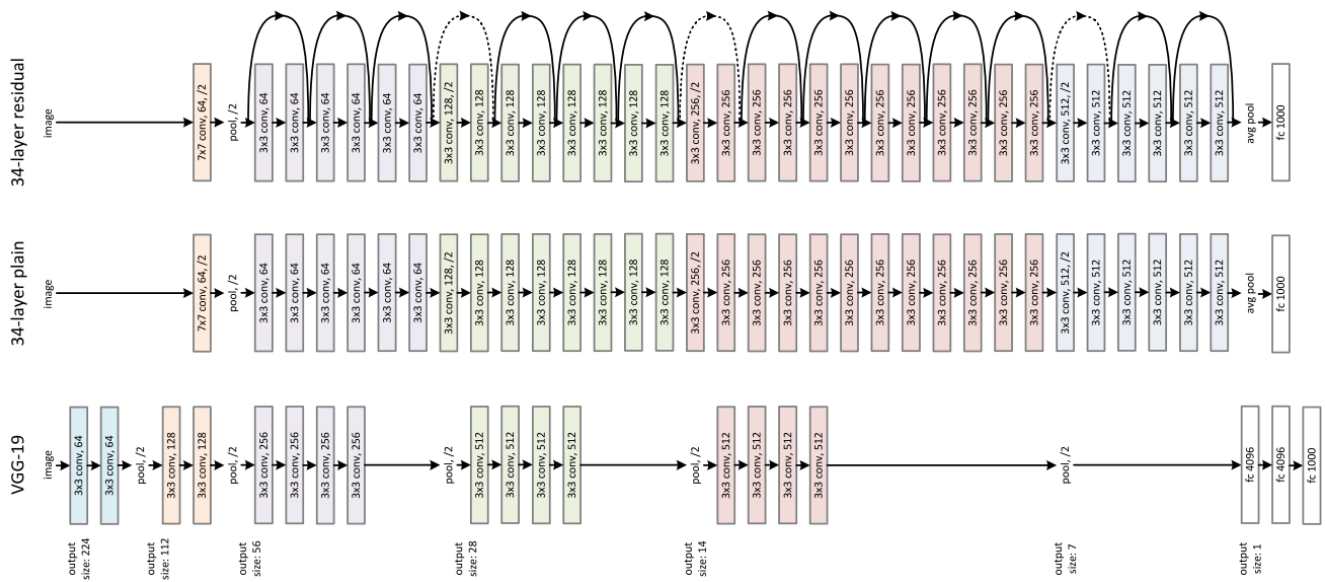 34-layer residual
image
7x7 conv, 64, /2
pool, /2
3x3 conv, 64
3x3 conv, 64
3x3 conv, 64
3x3 conv, 64
3x3 conv, 64
3x3 conv, 64
3x3 conv, 128, /2
3x3 conv, 128
3x3 conv, 128
3x3 conv, 128
3x3 conv, 128
3x3 conv, 128
3x3 conv, 128
3x3 conv, 128
3x3 conv, 256, /2
3x3 conv, 256
3x3 conv, 256
3x3 conv, 256
3x3 conv, 256
3x3 conv, 256
3x3 conv, 256
3x3 conv, 256
3x3 conv, 256
3x3 conv, 256
3x3 conv, 256
3x3 conv, 256
3x3 conv, 512, /2
3x3 conv, 512
3x3 conv, 512
3x3 conv, 512
3x3 conv, 512
3x3 conv, 512
avg pool
fc 1000
34-layer plain
image
7x7 conv, 64, /2
pool, /2
3x3 conv, 64
3x3 conv, 64
3x3 conv, 64
3x3 conv, 64
3x3 conv, 64
3x3 conv, 64
3x3 conv, 128, /2
3x3 conv, 128
3x3 conv, 128
3x3 conv, 128
3x3 conv, 128
3x3 conv, 128
3x3 conv, 128
3x3 conv, 128
3x3 conv, 256, /2
3x3 conv, 256
3x3 conv, 256
3x3 conv, 256
3x3 conv, 256
3x3 conv, 256
3x3 conv, 256
3x3 conv, 256
3x3 conv, 256
3x3 conv, 256
3x3 conv, 256
3x3 conv, 256
3x3 conv, 512, /2
3x3 conv, 512
3x3 conv, 512
3x3 conv, 512
3x3 conv, 512
3x3 conv, 512
avg pool
fc 1000
VGG-19
image
3x3 conv, 64
3x3 conv, 64
pool, /2
3x3 conv, 128
3x3 conv, 128
pool, /2
3x3 conv, 256
3x3 conv, 256
3x3 conv, 256
3x3 conv, 256
pool, /2
3x3 conv, 512
3x3 conv, 512
3x3 conv, 512
3x3 conv, 512
pool, /2
3x3 conv, 512
3x3 conv, 512
3x3 conv, 512
3x3 conv, 512
pool, /2
fc 4096
fc 4096
fc 1000
output
size: 224
output
size: 112
output
size: 56
output
size: 28
output
size: 14
output
size: 7
output
size: 1